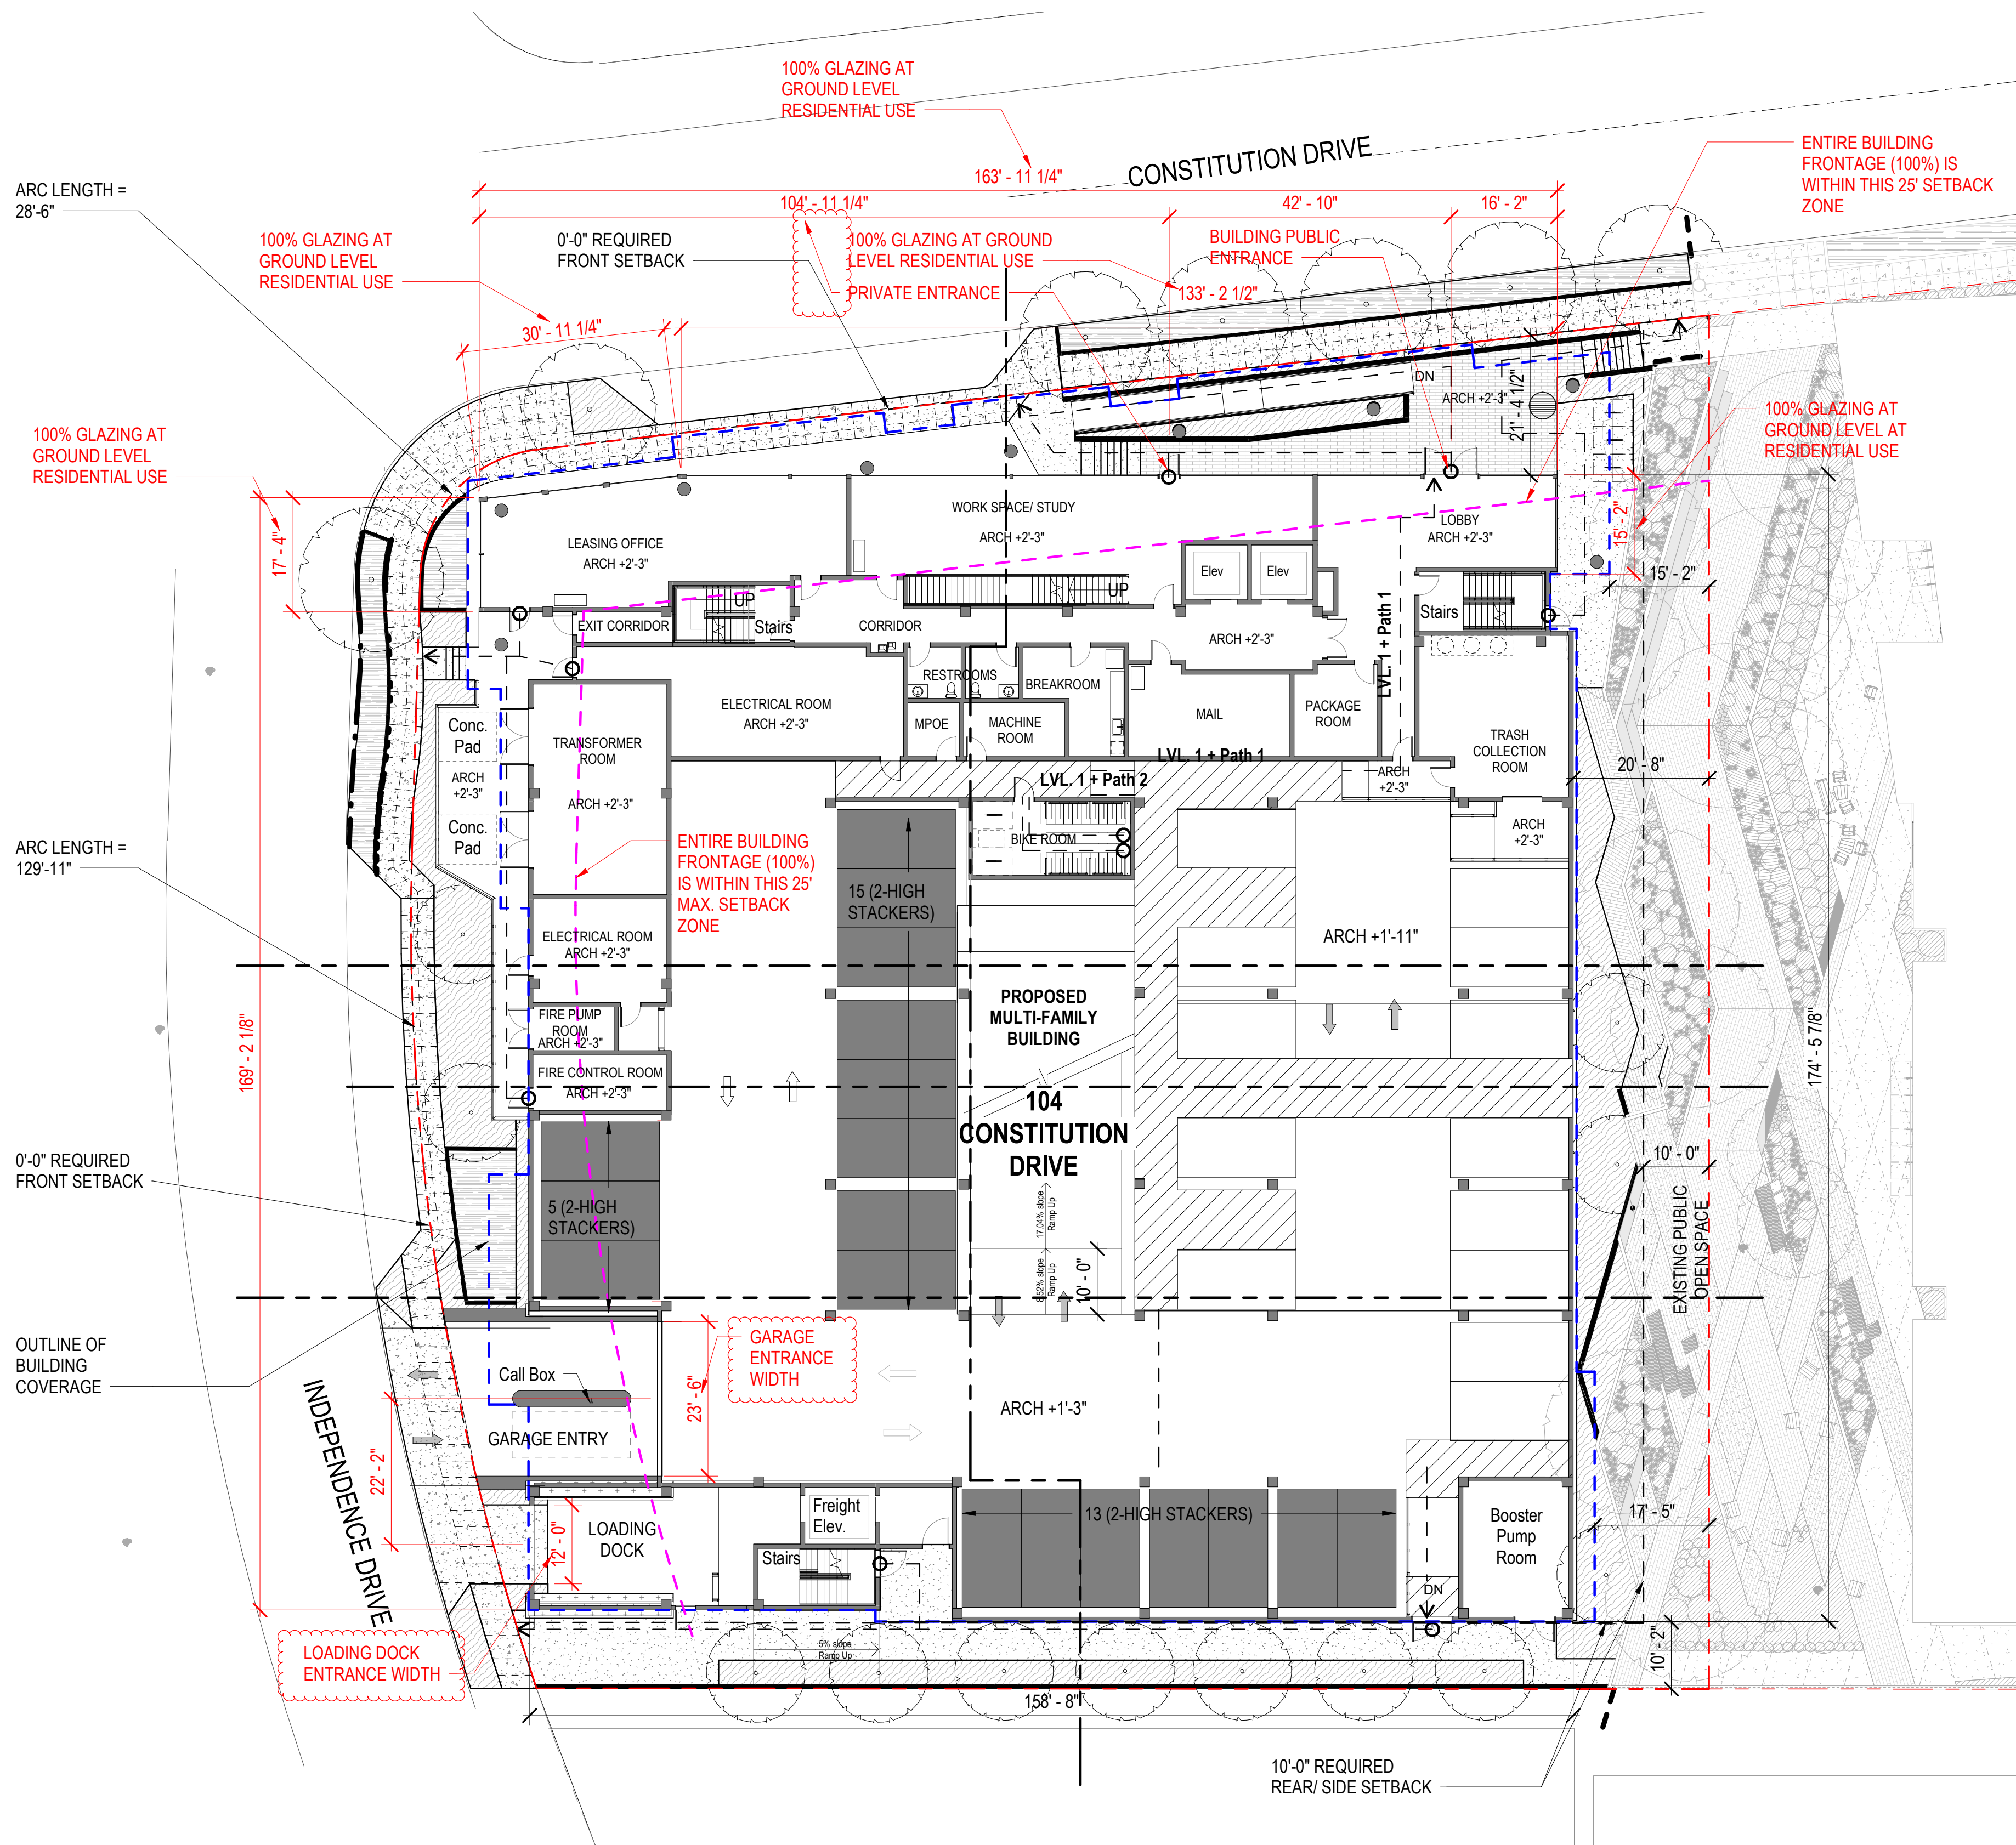 100% GLAZING AT
GROUND LEVEL
RESIDENTIAL USE
CONSTITUTION DRIVE
ENTIRE BUILDING
FRONTAGE (100%) IS
WITHIN THIS 25' SETBACK
ZONE
163' - 11 1/4"
ARC LENGTH =
28'-6"
104' - 11 1/4"
42' - 10"
16' - 2"
100% GLAZING AT
GROUND LEVEL
RESIDENTIAL USE
0'-0" REQUIRED
FRONT SETBACK
100% GLAZING AT GROUND
LEVEL RESIDENTIAL USE
BUILDING PUBLIC
ENTRANCE
PRIVATE ENTRANCE
133' - 2 1/2"
30' - 11 1/4"
DN
ARCH +2'-3"
21' - 4 1/2"
100% GLAZING AT
GROUND LEVEL AT
RESIDENTIAL USE
100% GLAZING AT
GROUND LEVEL
RESIDENTIAL USE
17' - 4"
LEASING OFFICE
ARCH +2'-3"
WORK SPACE/ STUDY
ARCH +2'-3"
LOBBY
ARCH +2'-3"
15' - 2"
15' - 2"
Elev
Elev
UP
UP
Stairs
EXIT CORRIDOR
Stairs
CORRIDOR
ARCH +2'-3"
LVL. 1 + Path 1
RESTROOMS
BREAKROOM
ELECTRICAL ROOM
ARCH +2'-3"
MPOE
MACHINE
ROOM
MAIL
PACKAGE
ROOM
TRASH
COLLECTION
ROOM
Conc.
Pad
TRANSFORMER
ROOM
ARCH
+2'-3"
ARCH +2'-3"
Conc.
Pad
LVL. 1 + Path 1
LVL. 1 + Path 2
ARCH
+2'-3"
20' - 8"
BIKE ROOM
ARCH
+2'-3"
ENTIRE BUILDING
FRONTAGE (100%)
IS WITHIN THIS 25'
MAX. SETBACK
ZONE
ARC LENGTH =
129'-11"
15 (2-HIGH
STACKERS)
ELECTRICAL ROOM
ARCH +2'-3"
ARCH +1'-11"
PROPOSED
MULTI-FAMILY
BUILDING
FIRE PUMP
ROOM
ARCH +2'-3"
FIRE CONTROL ROOM
ARCH +2'-3"
169' - 2 1/8"
174' - 5 7/8"
104
CONSTITUTION
DRIVE
0'-0" REQUIRED
FRONT SETBACK
5 (2-HIGH
STACKERS)
17.04% slope
Ramp Up
8.52% slope
Ramp Up
10' - 0"
10' - 0"
EXISTING PUBLIC
OPEN SPACE
OUTLINE OF
BUILDING
COVERAGE
GARAGE
ENTRANCE
WIDTH
23' - 6"
Call Box
GARAGE ENTRY
ARCH +1'-3"
22' - 2"
INDEPENDENCE DRIVE
12' - 0"
LOADING
DOCK
Freight
Elev.
Stairs
13 (2-HIGH STACKERS)
Booster
Pump
Room
17' - 5"
DN
LOADING DOCK
ENTRANCE WIDTH
5% slope
Ramp Up
10' - 2"
158' - 8"
10'-0" REQUIRED
REAR/ SIDE SETBACK